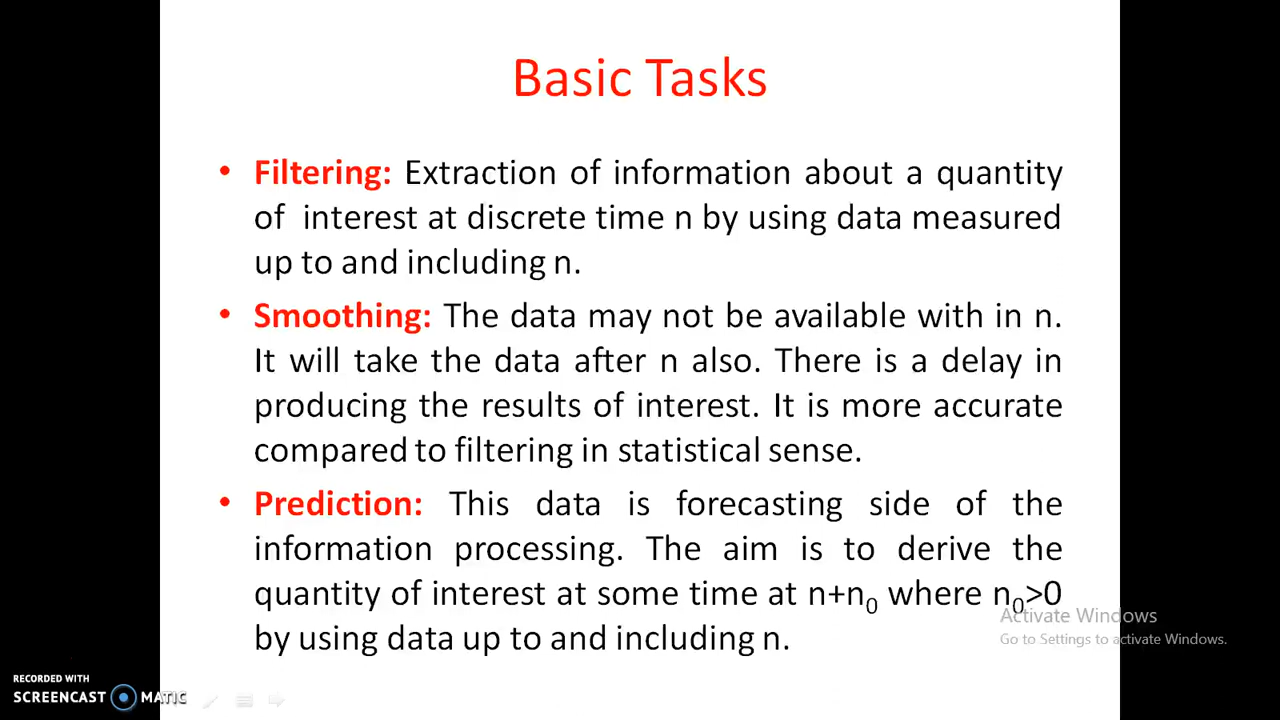 Basic Tasks
• Filtering: Extraction of information about a quantity
of interest at discrete time n by using data measured
up to and including n.
• Smoothing: The data may not be available with in n.
It will take the data after n also. There is a delay in
producing the results of interest. It is more accurate
compared to filtering in statistical sense.
• Prediction: This data is forecasting side of the
information processing. The aim is to derive the
quantity of interest at some time at n+n₀ where n₀>0
by using data up to and including n.
Activate Windows
Go to Settings to activate Windows.
RECORDED WITH
SCREENCAST MATIC